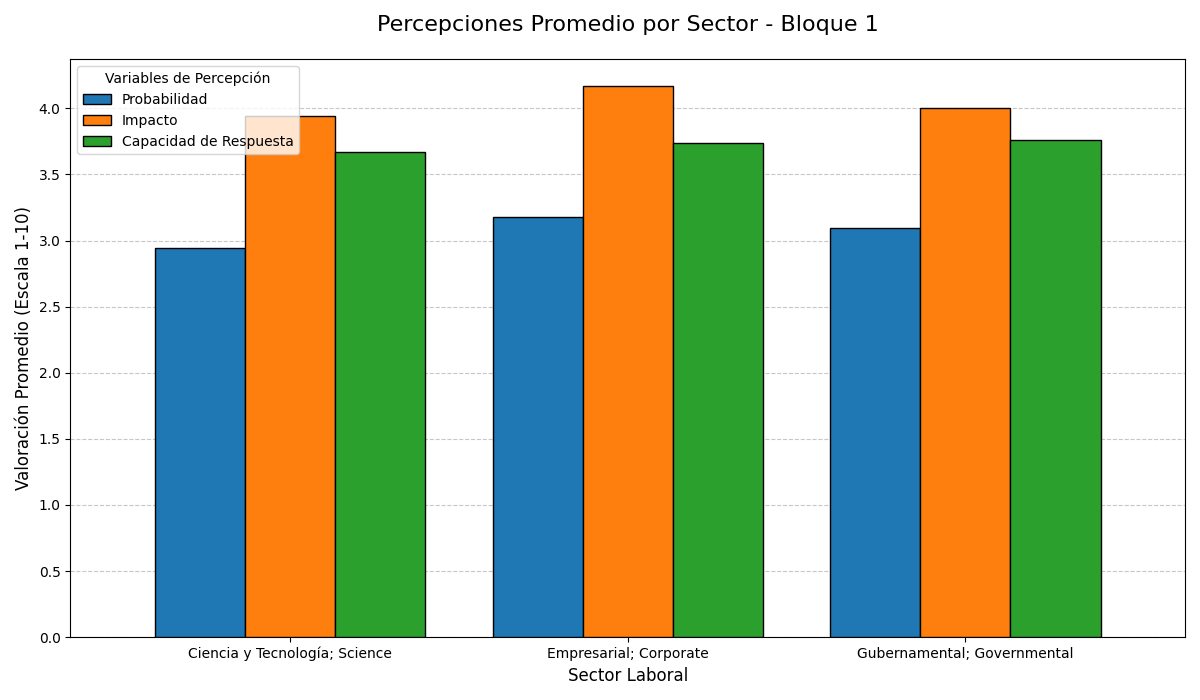 Percepciones Promedio por Sector - Bloque 1
Variables de Percepción
Probabilidad
Impacto
Capacidad de Respuesta
Valoración Promedio (Escala 1-10)
4.0
3.5
3.0
2.5
2.0
1.5
1.0
0.5
0.0
Ciencia y Tecnología; Science
Empresarial; Corporate
Gubernamental; Governmental
Sector Laboral